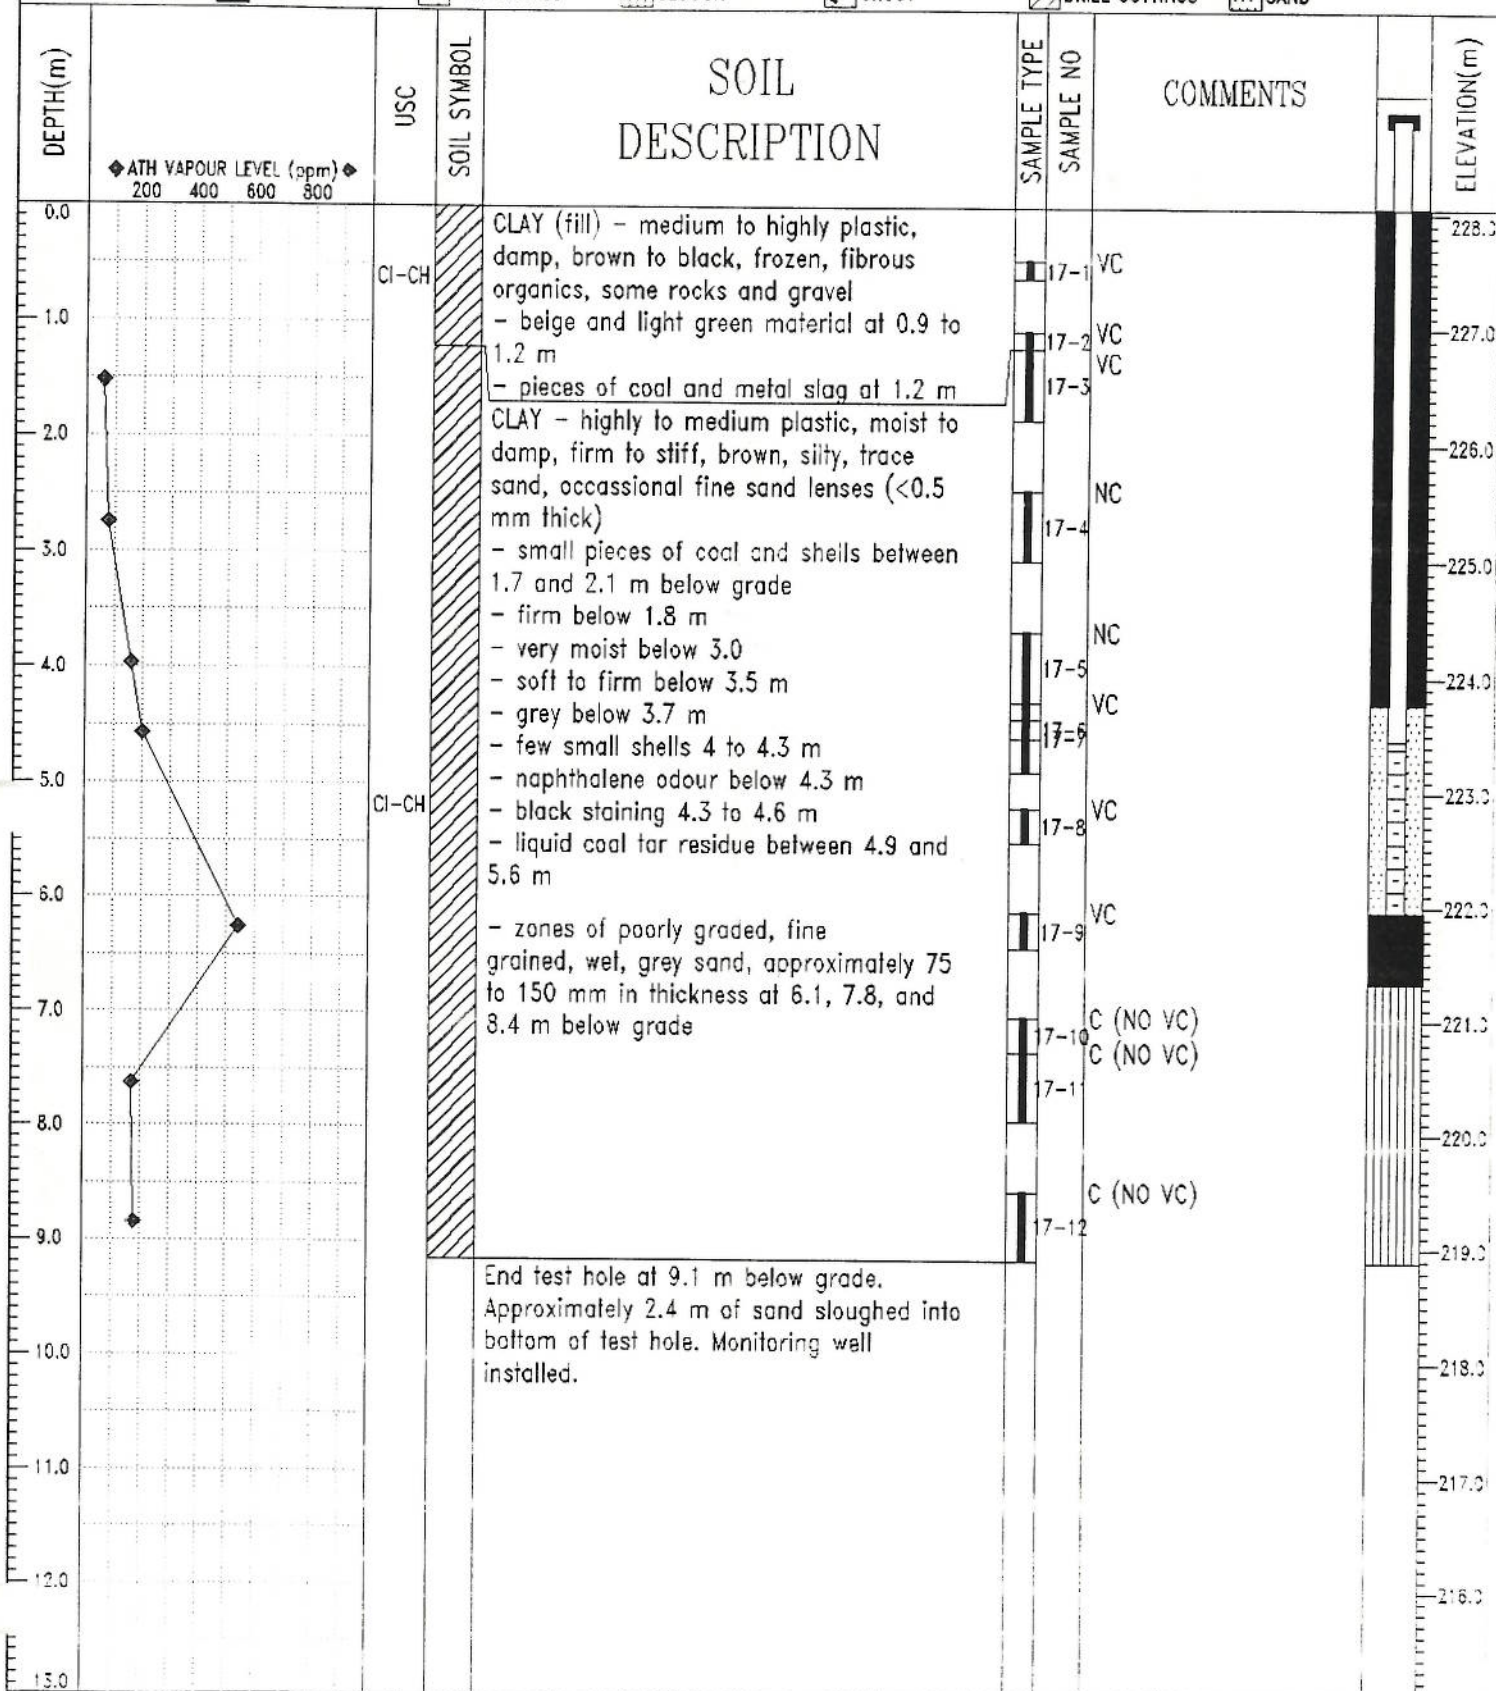 DEPTH(m)
◆ATH VAPOUR LEVEL (ppm)◆
200 400 600 800
USC
SOIL SYMBOL
SOIL
DESCRIPTION
SAMPLE TYPE
SAMPLE NO
COMMENTS
ELEVATION(m)
0.0
1.0
2.0
3.0
4.0
5.0
6.0
7.0
8.0
9.0
10.0
11.0
12.0
13.0
CI-CH
CI-CH
CLAY (fill) - medium to highly plastic,
damp, brown to black, frozen, fibrous
organics, some rocks and gravel
- beige and light green material at 0.9 to
1.2 m
- pieces of coal and metal slag at 1.2 m
CLAY - highly to medium plastic, moist to
damp, firm to stiff, brown, silty, trace
sand, occassional fine sand lenses (<0.5
mm thick)
- small pieces of coal and shells between
1.7 and 2.1 m below grade
- firm below 1.8 m
- very moist below 3.0
- soft to firm below 3.5 m
- grey below 3.7 m
- few small shells 4 to 4.3 m
- naphthalene odour below 4.3 m
- black staining 4.3 to 4.6 m
- liquid coal tar residue between 4.9 and
5.6 m
- zones of poorly graded, fine
grained, wet, grey sand, approximately 75
to 150 mm in thickness at 6.1, 7.8, and
8.4 m below grade
End test hole at 9.1 m below grade.
Approximately 2.4 m of sand sloughed into
bottom of test hole. Monitoring well
installed.
17-1 VC
17-2 VC
17-3 VC
17-4 NC
17-5 NC
17-6 VC
17-7
17-8 VC
17-9 VC
17-10 C (NO VC)
17-11 C (NO VC)
17-12 C (NO VC)
228.0
227.0
226.0
225.0
224.0
223.0
222.0
221.0
220.0
219.0
218.0
217.0
216.0